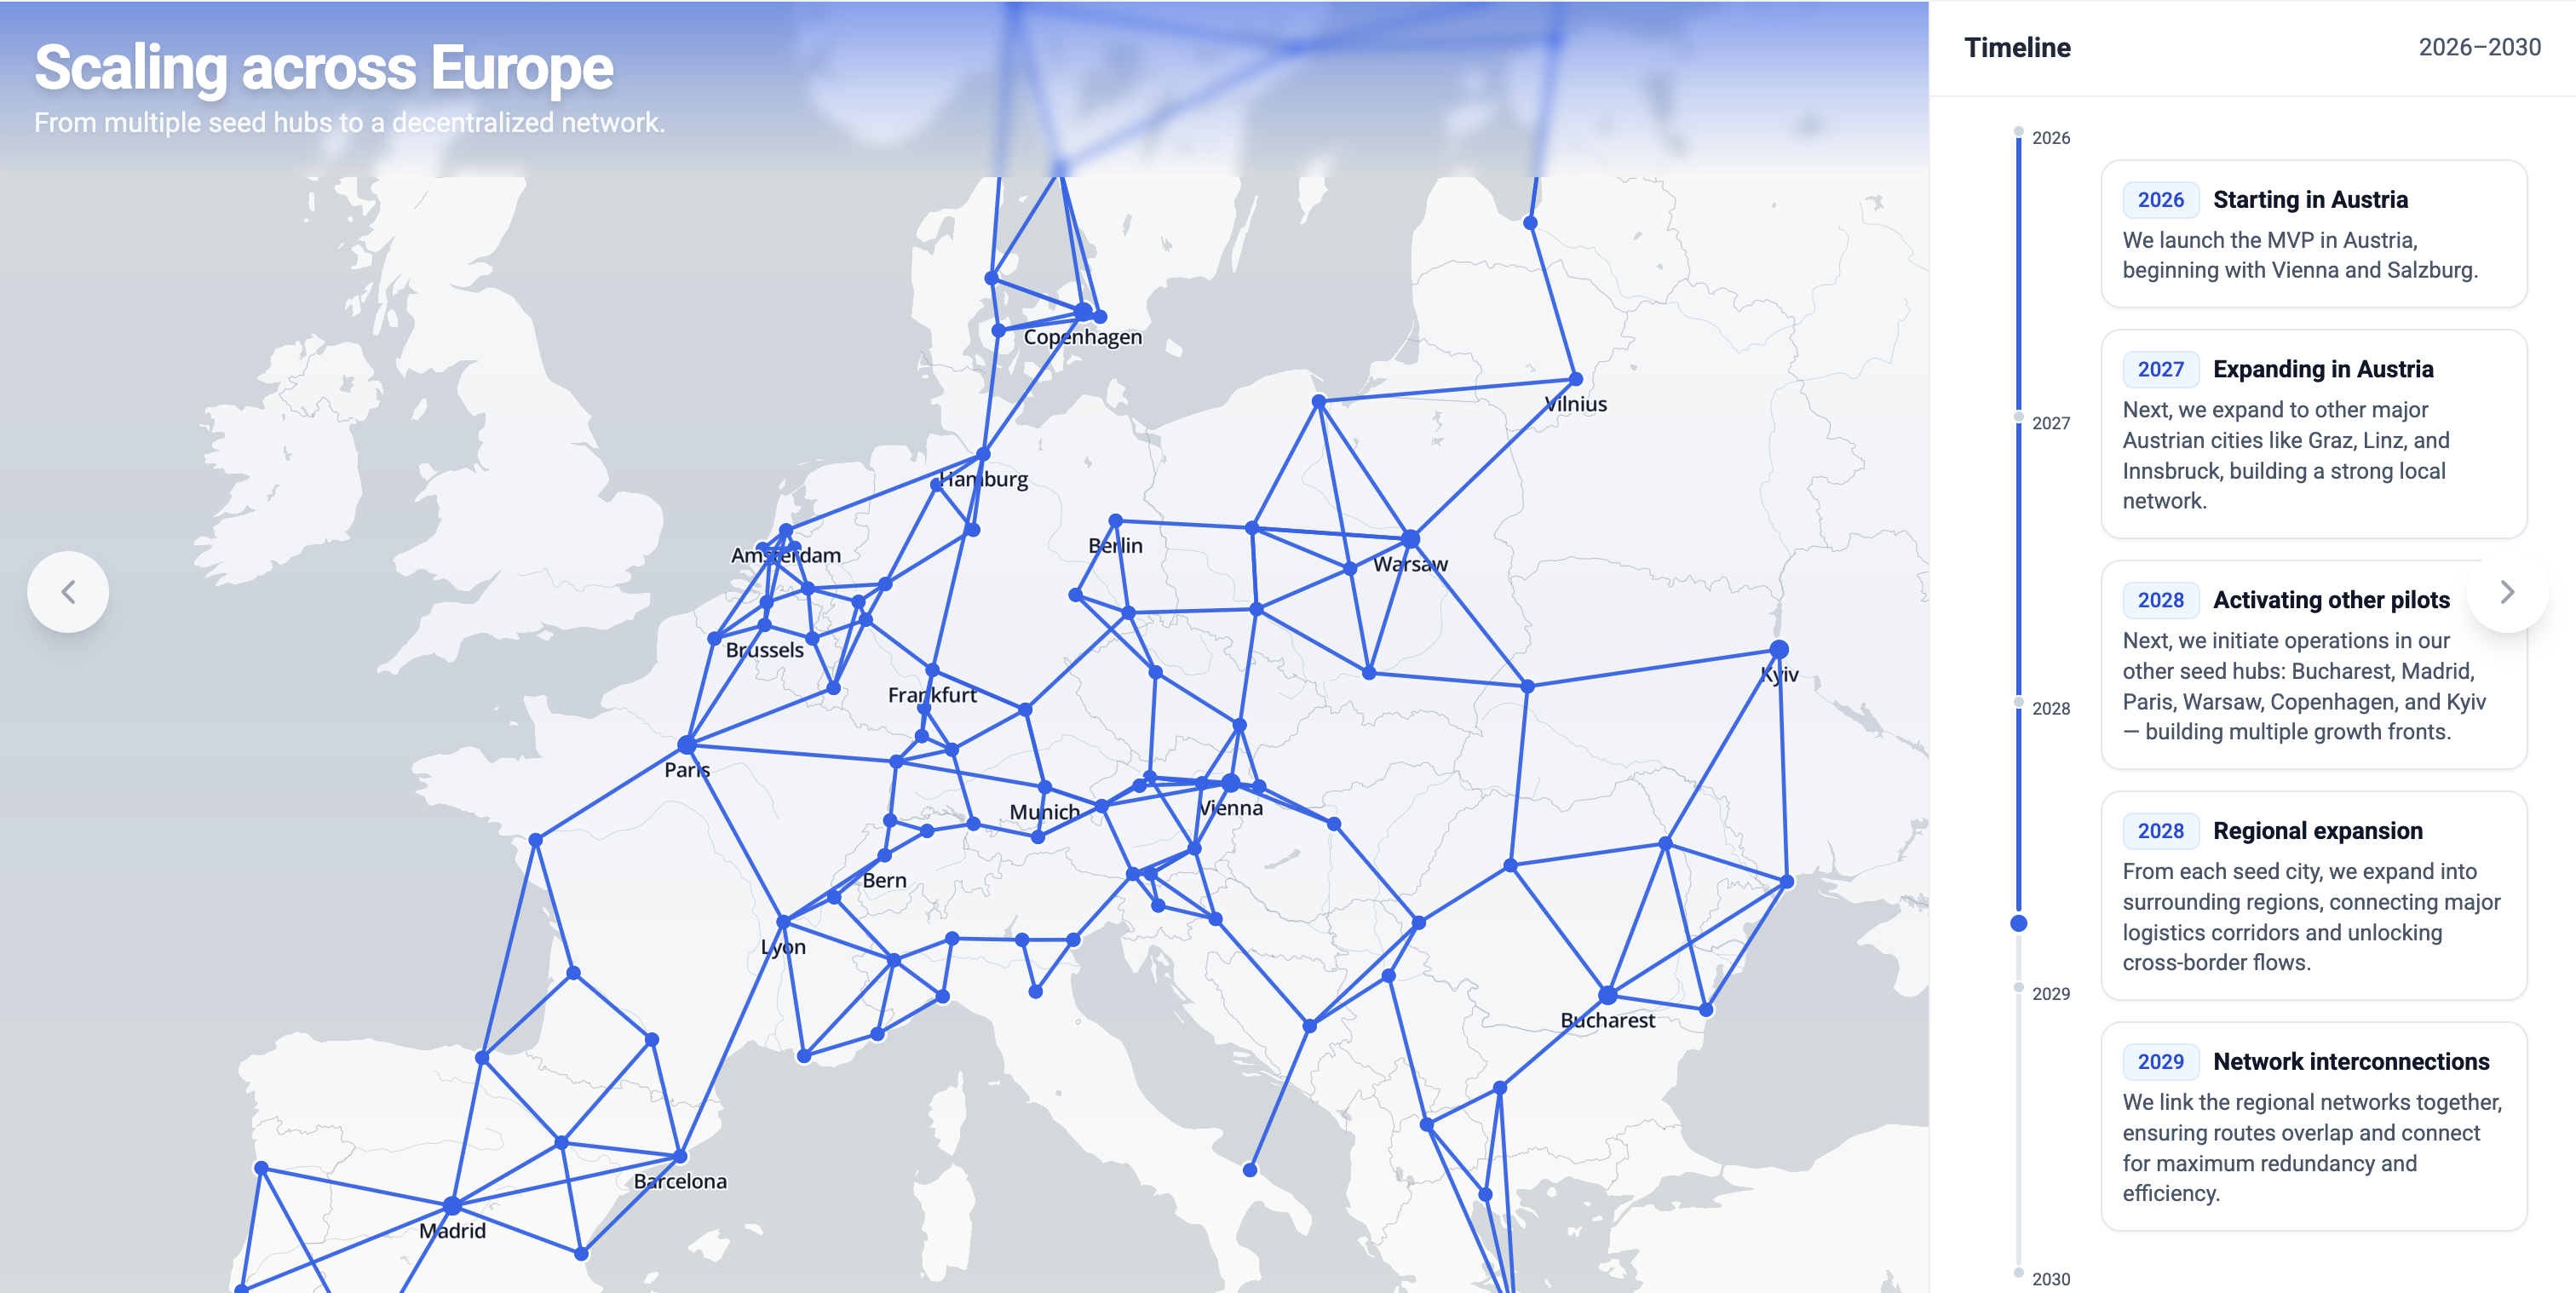 Scaling across Europe
From multiple seed hubs to a decentralized network.
Copenhagen
Vilnius
Hamburg
Amsterdam
Berlin
Warsaw
Brussels
Kyiv
Frankfurt
Paris
Munich
Vienna
Bern
Lyon
Bucharest
Barcelona
Madrid
Timeline
2026–2030
2026
2027
2028
2029
2030
2026 Starting in Austria
We launch the MVP in Austria,
beginning with Vienna and Salzburg.
2027 Expanding in Austria
Next, we expand to other major
Austrian cities like Graz, Linz, and
Innsbruck, building a strong local
network.
2028 Activating other pilots
Next, we initiate operations in our
other seed hubs: Bucharest, Madrid,
Paris, Warsaw, Copenhagen, and Kyiv
— building multiple growth fronts.
2028 Regional expansion
From each seed city, we expand into
surrounding regions, connecting major
logistics corridors and unlocking
cross-border flows.
2029 Network interconnections
We link the regional networks together,
ensuring routes overlap and connect
for maximum redundancy and
efficiency.